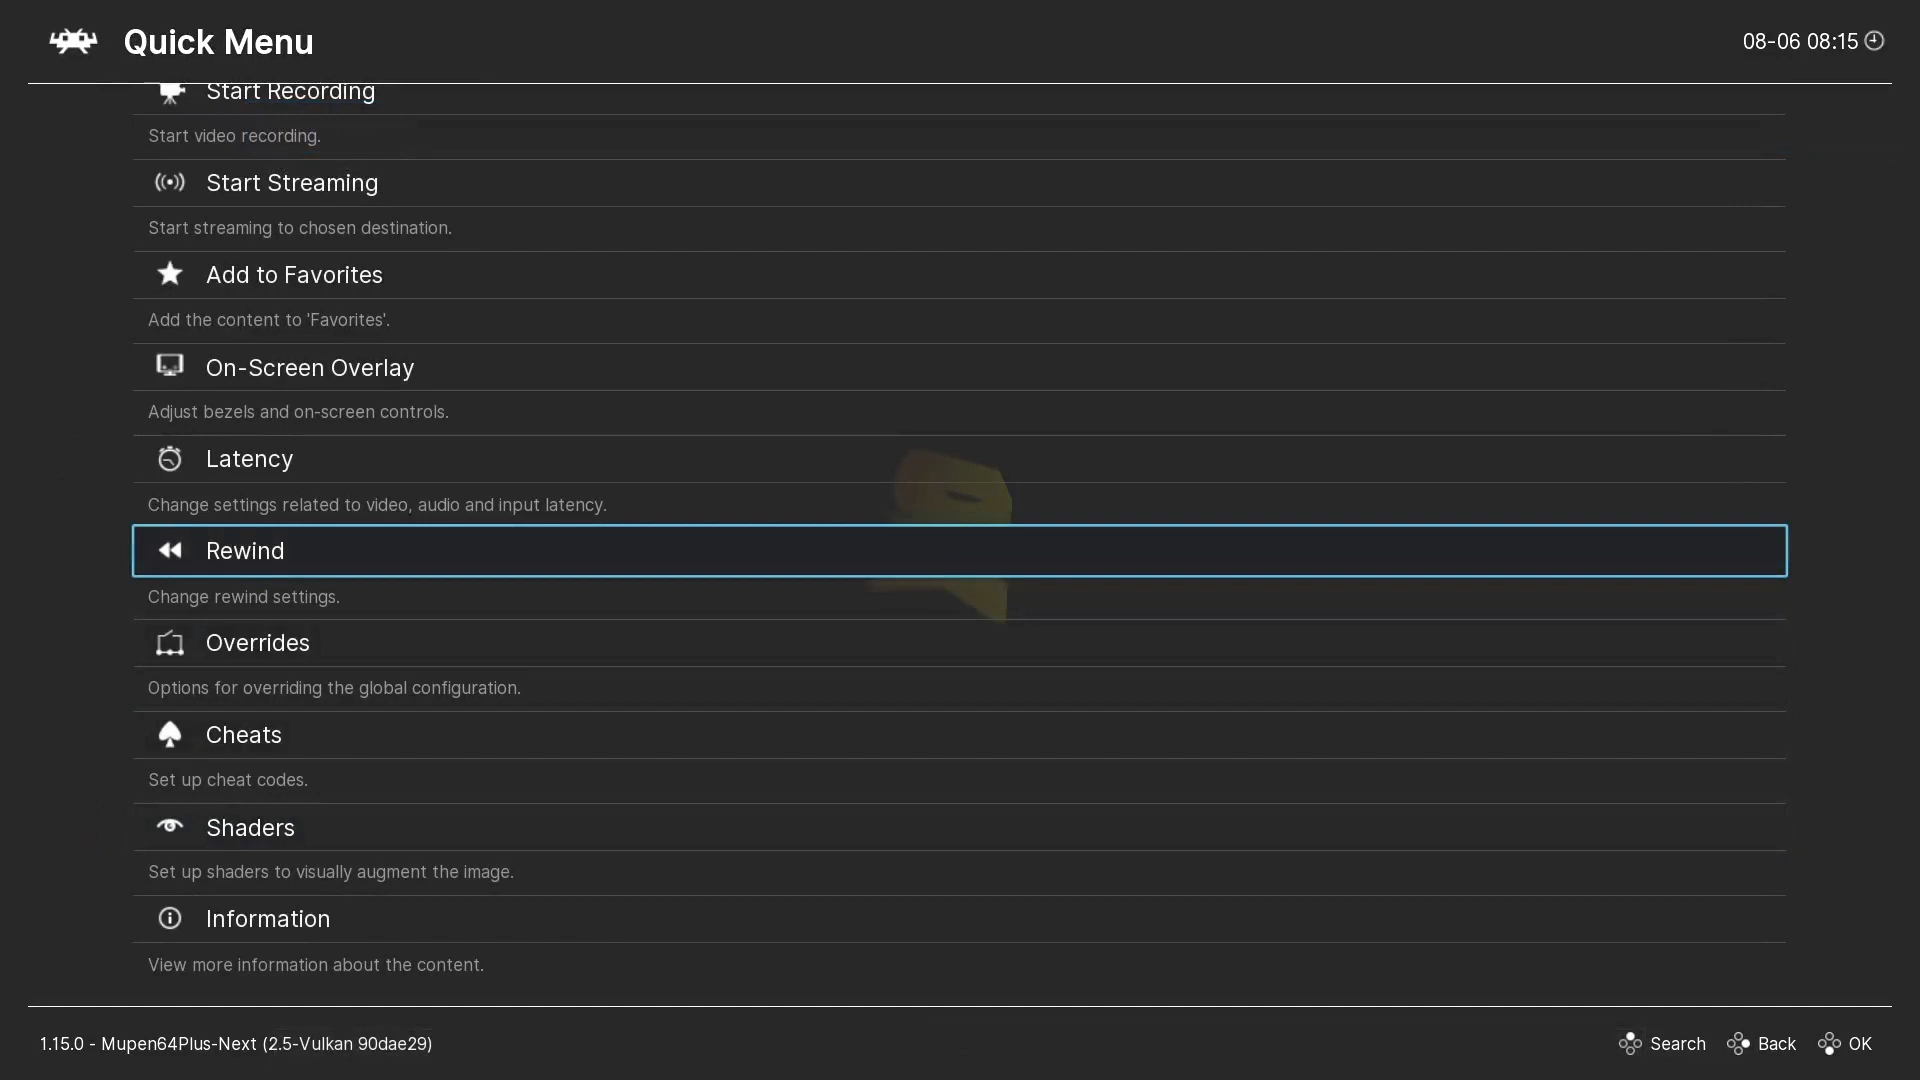 Quick Menu
08-06 08:15
Start Recording
Start video recording.
Start Streaming
Start streaming to chosen destination.
Add to Favorites
Add the content to 'Favorites'.
On-Screen Overlay
Adjust bezels and on-screen controls.
Latency
Change settings related to video, audio and input latency.
Rewind
Change rewind settings.
Overrides
Options for overriding the global configuration.
Cheats
Set up cheat codes.
Shaders
Set up shaders to visually augment the image.
Information
View more information about the content.
1.15.0 - Mupen64Plus-Next (2.5-Vulkan 90dae29)
Search Back OK